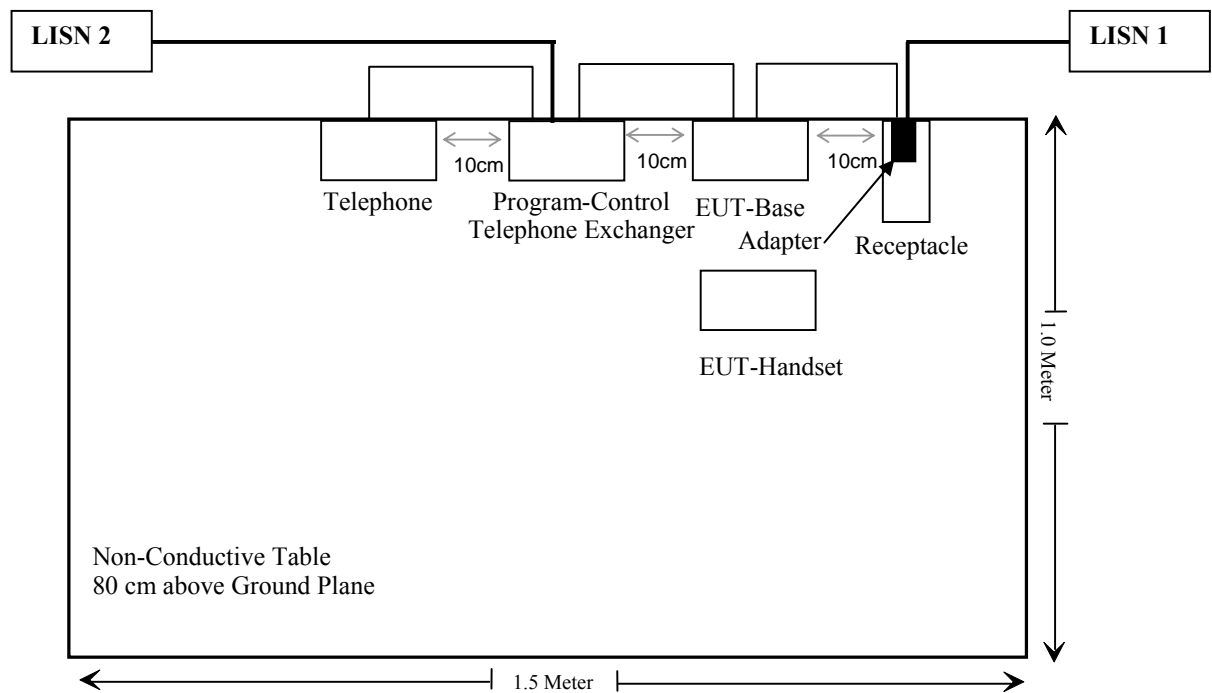 LISN 2
LISN 1
10cm
10cm
10cm
Telephone
Program-Control
Telephone Exchanger
EUT-Base
Adapter
Receptacle
EUT-Handset
1.0 Meter
Non-Conductive Table
80 cm above Ground Plane
1.5 Meter